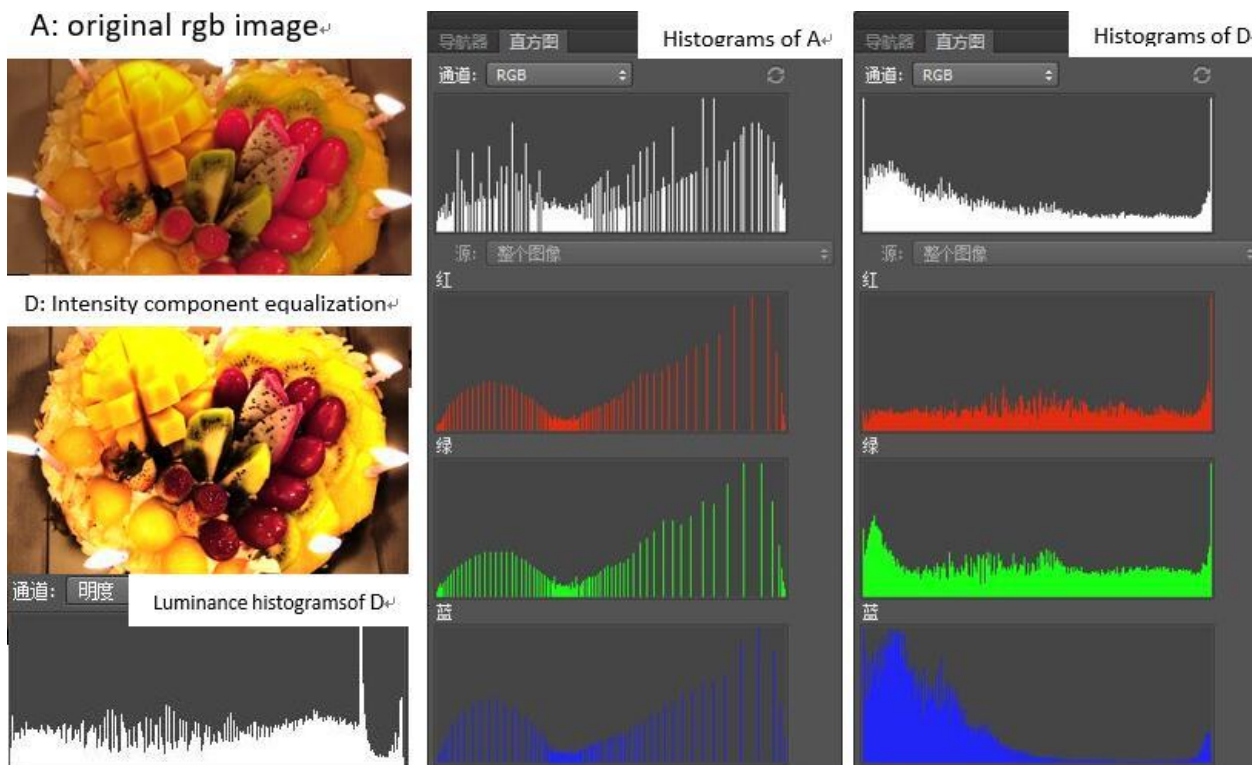 A: original rgb image↵
D: Intensity component equalization↵
通道: 明度
Luminance histogramsof D↵
导航器 直方图
Histograms of A↵
通道: RGB
源: 整个图像
红
绿
蓝
导航器 直方图
Histograms of D
通道: RGB
源: 整个图像
红
绿
蓝